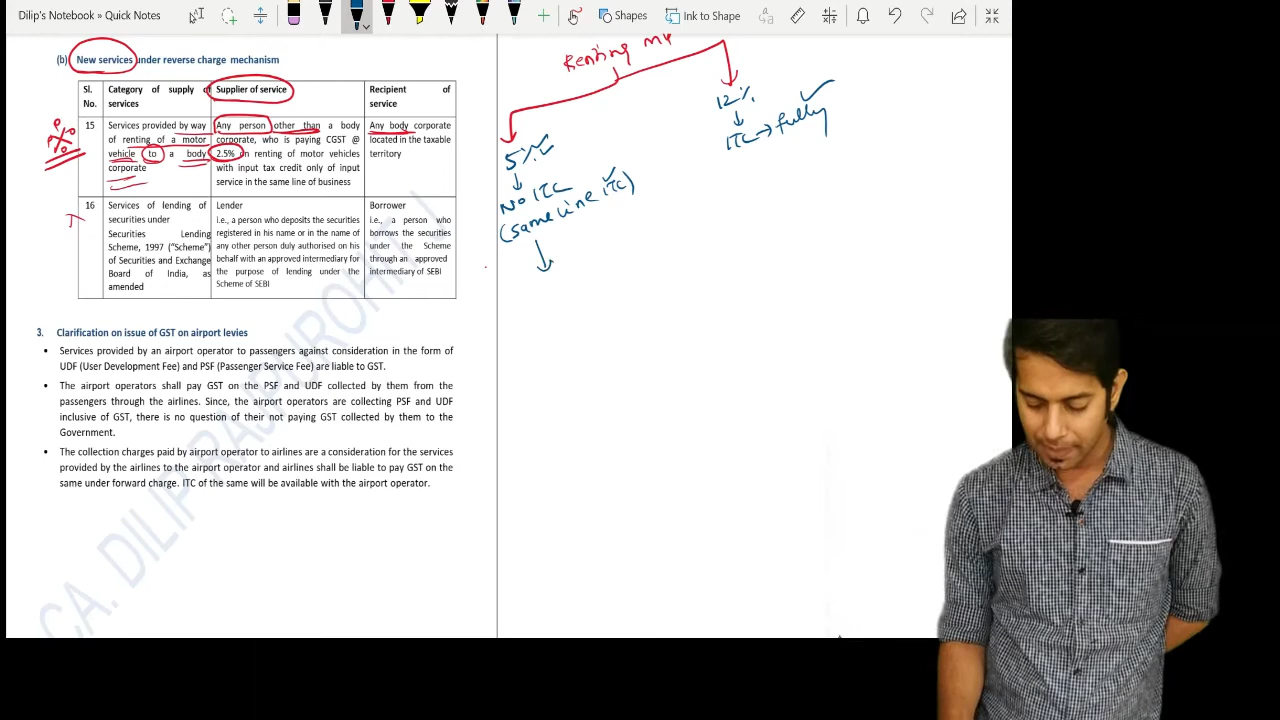 Dilip's Notebook » Quick Notes
Shapes
Ink to Shape
(b) New services under reverse charge mechanism
Sl. No.
Category of supply of services
Supplier of service
Recipient of service
15
Services provided by way
of renting of a motor
vehicle to a body
corporate
Any person other than a body
corporate, who is paying CGST @
2.5% on renting of motor vehicles
with input tax credit only of input
service in the same line of business
Any body corporate
located in the taxable
territory
16
Services of lending of
securities under
Securities Lending
Scheme, 1997 ("Scheme")
of Securities and Exchange
Board of India, as
amended
Lender
i.e., a person who deposits the securities
registered in his name or in the name of
any other person duly authorised on his
behalf with an approved intermediary for
the purpose of lending under the
Scheme of SEBI
Borrower
i.e., a person who
borrows the securities
under the Scheme
through an approved
intermediary of SEBI
3. Clarification on issue of GST on airport levies
• Services provided by an airport operator to passengers against consideration in the form of
UDF (User Development Fee) and PSF (Passenger Service Fee) are liable to GST.
• The airport operators shall pay GST on the PSF and UDF collected by them from the
passengers through the airlines. Since, the airport operators are collecting PSF and UDF
inclusive of GST, there is no question of their not paying GST collected by them to the
Government.
• The collection charges paid by airport operator to airlines are a consideration for the services
provided by the airlines to the airport operator and airlines shall be liable to pay GST on the
same under forward charge. ITC of the same will be available with the airport operator.
CA. DILIP RAJPUROHIT
Renting MV
5%
No ITC
(same line ITC)
12%
ITC → fully